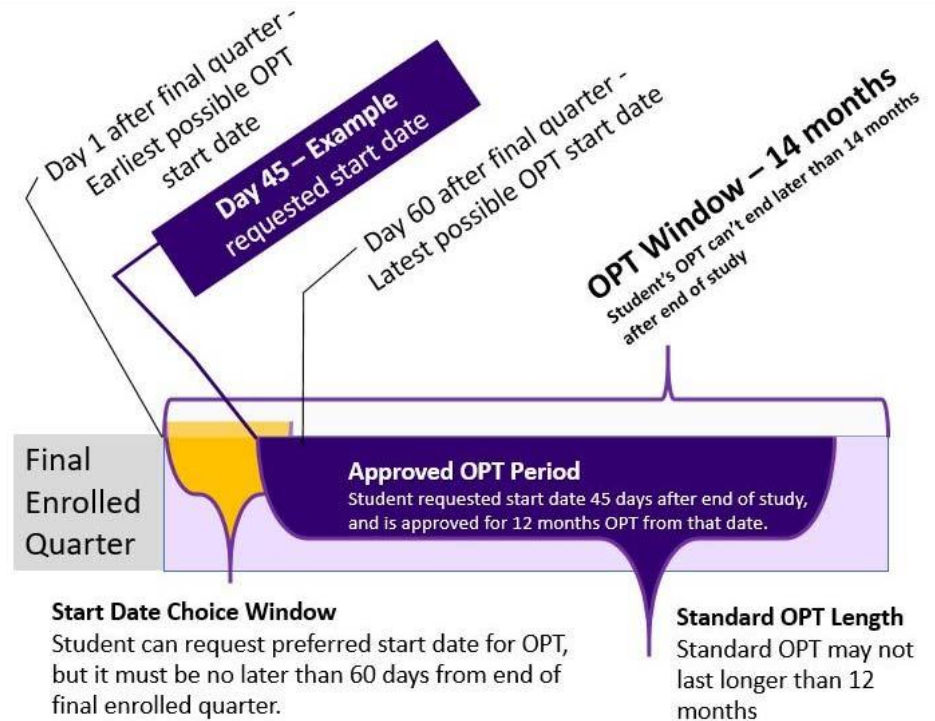 Day 1 after final quarter -
Earliest possible OPT
start date
Day 45 – Example
requested start date
Day 60 after final quarter -
Latest possible OPT start date
OPT Window – 14 months
Student's OPT can't end later than 14 months
after end of study
Final
Enrolled
Quarter
Approved OPT Period
Student requested start date 45 days after end of study,
and is approved for 12 months OPT from that date.
Start Date Choice Window
Student can request preferred start date for OPT,
but it must be no later than 60 days from end of
final enrolled quarter.
Standard OPT Length
Standard OPT may not
last longer than 12
months